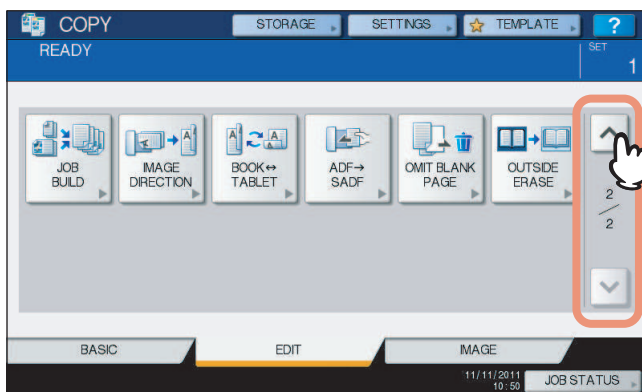 COPY
STORAGE
SETTINGS
TEMPLATE
?
READY
SET
1
JOB
BUILD
IMAGE
DIRECTION
BOOK↔
TABLET
ADF→
SADF
OMIT BLANK
PAGE
OUTSIDE
ERASE
2
2
BASIC
EDIT
IMAGE
11/11/2011
10:50
JOB STATUS